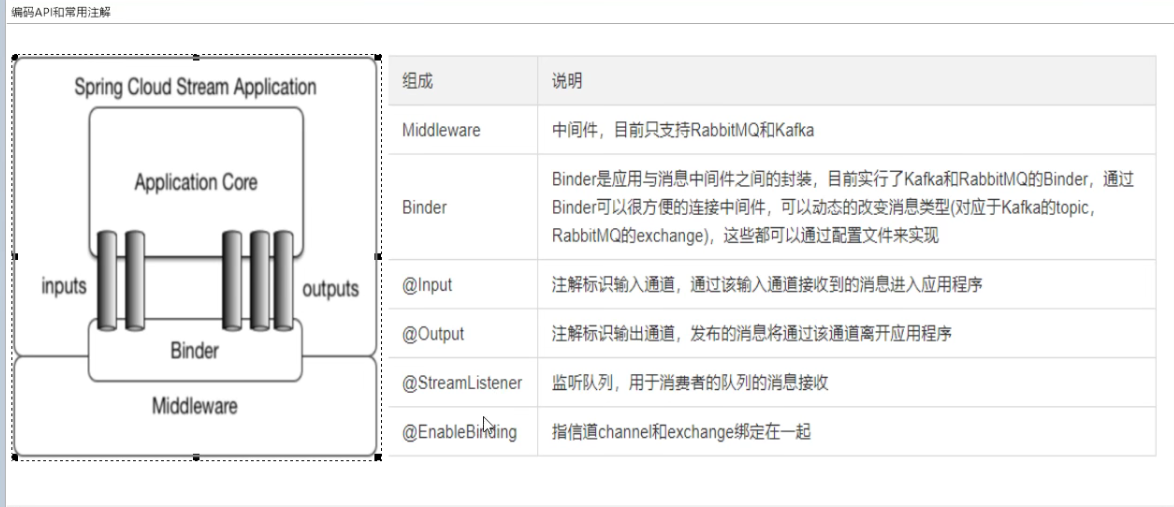 编码API和常用注解
Spring Cloud Stream Application
Application Core
inputs
outputs
Binder
Middleware
组成
说明
Middleware
中间件，目前只支持RabbitMQ和Kafka
Binder
Binder是应用与消息中间件之间的封装，目前实行了Kafka和RabbitMQ的Binder，通过
Binder可以很方便的连接中间件，可以动态的改变消息类型(对应于Kafka的topic，
RabbitMQ的exchange)，这些都可以通过配置文件来实现
@Input
注解标识输入通道，通过该输入通道接收到的消息进入应用程序
@Output
注解标识输出通道，发布的消息将通过该通道离开应用程序
@StreamListener
监听队列，用于消费者的队列的消息接收
@EnableBinding
指信道channel和exchange绑定在一起